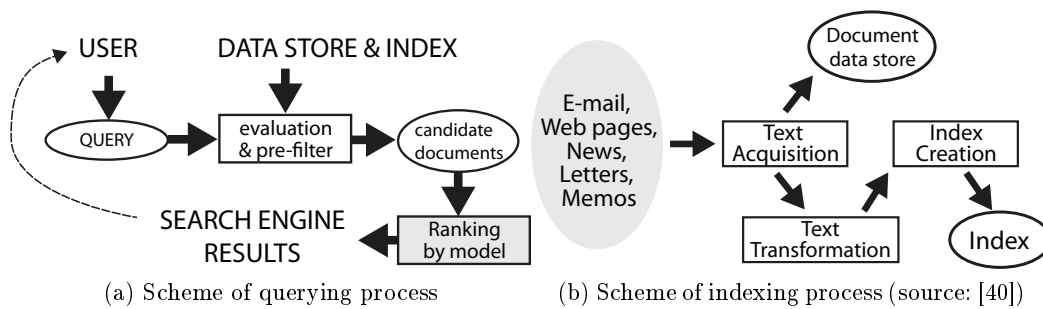 USER
DATA STORE & INDEX
QUERY
evaluation
& pre-filter
candidate
documents
Ranking
by model
SEARCH ENGINE
RESULTS
(a) Scheme of querying process
E-mail,
Web pages,
News,
Letters,
Memos
Text
Acquisition
Document
data store
Text
Transformation
Index
Creation
Index
(b) Scheme of indexing process (source: [40])